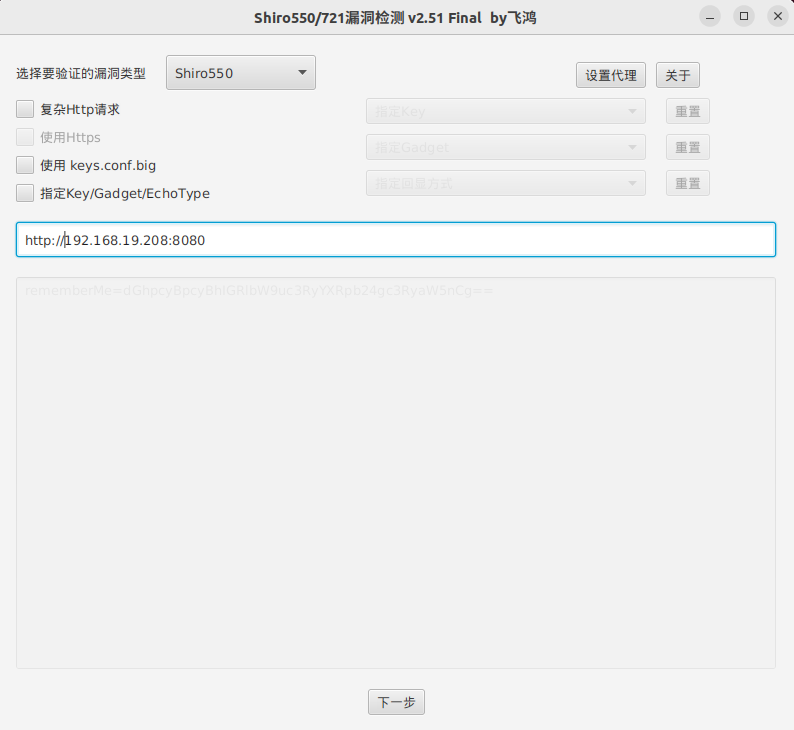 Shiro550/721漏洞检测 v2.51 Final by飞鸿
选择要验证的漏洞类型
Shiro550
设置代理
关于
复杂Http请求
指定Key
重置
使用Https
指定Gadget
重置
使用 keys.conf.big
指定回显方式
重置
指定Key/Gadget/EchoType
http://192.168.19.208:8080
rememberMe=dGhpcyBpcyBhIGRlbW9uc3RyYXRpb24gc3RyaW5nCg==
下一步